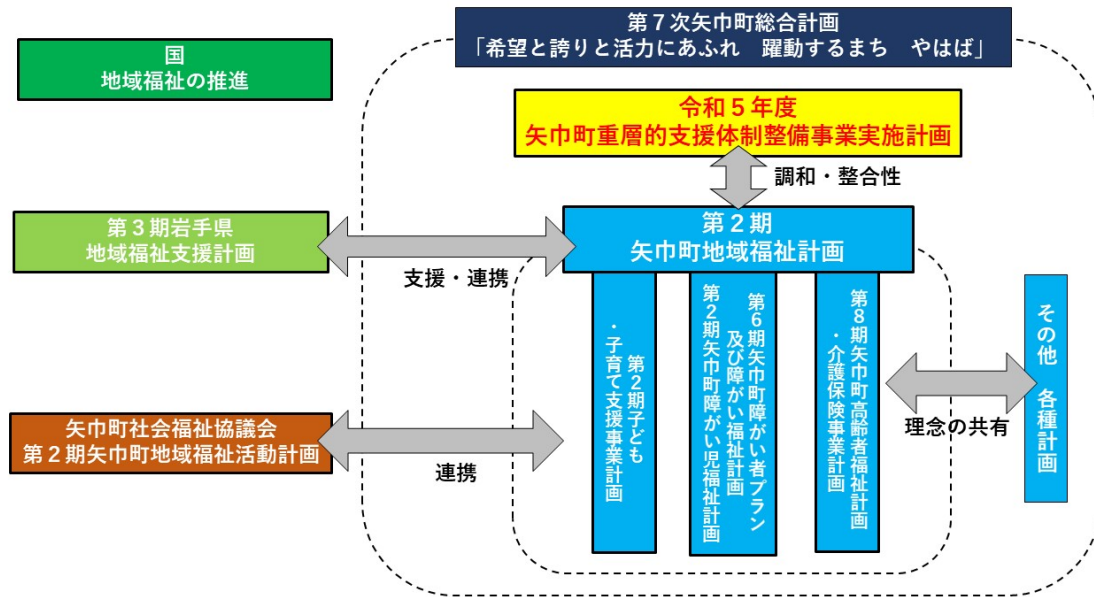 第７次矢巾町総合計画
「希望と誇りと活力にあふれ　躍動するまち　やはば」
国
地域福祉の推進
令和５年度
矢巾町重層的支援体制整備事業実施計画
調和・整合性
第３期岩手県
地域福祉支援計画
支援・連携
第２期
矢巾町地域福祉計画
第２期子ども
・子育て支援事業計画
第６期矢巾町障がい者プラン
及び障がい福祉計画
第２期矢巾町障がい児福祉計画
第８期矢巾町高齢者福祉計画
・介護保険事業計画
理念の共有
その他　各種計画
矢巾町社会福祉協議会
第２期矢巾町地域福祉活動計画
連携